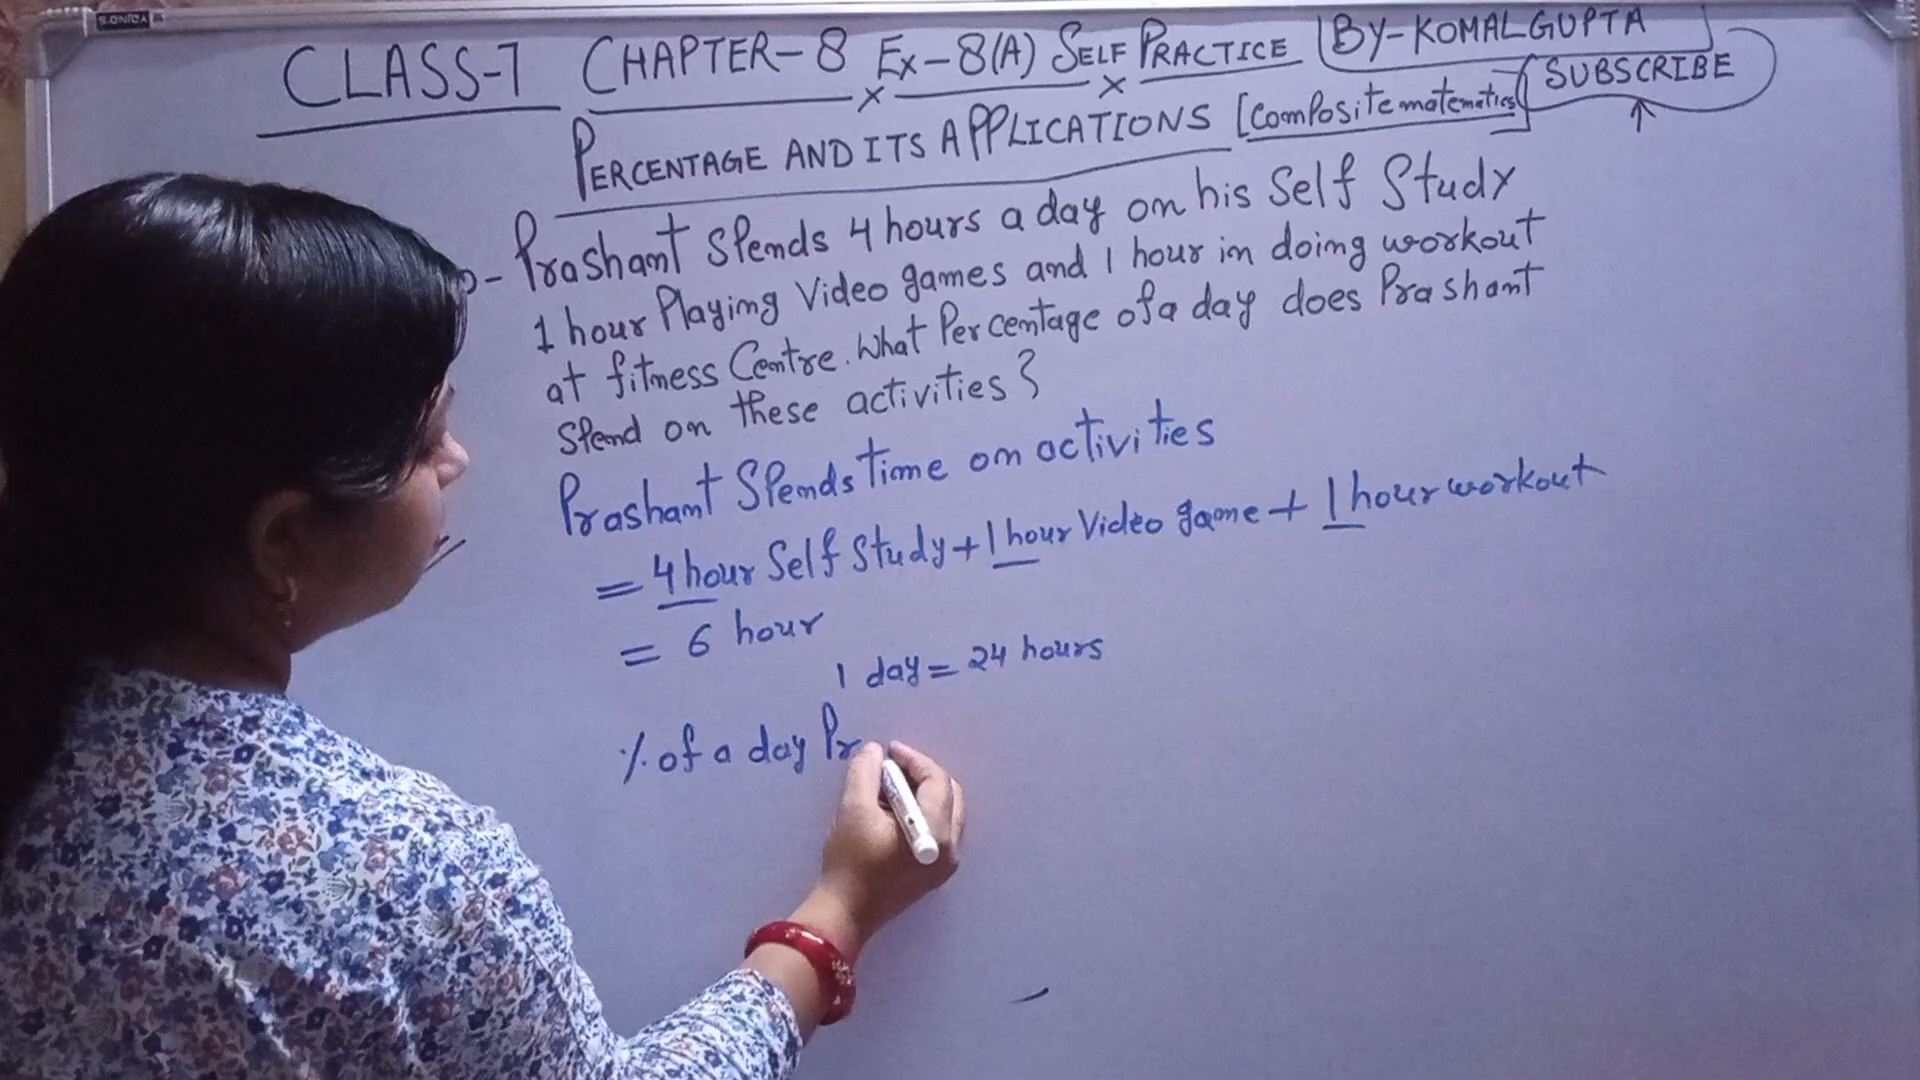 SONICA
CLASS-7 CHAPTER-8 Ex-8(A) SELF PRACTICE BY-KOMALGUPTA
SUBSCRIBE
PERCENTAGE AND ITS APPLICATIONS [Composite matematics]
Prashant Spends 4 hours a day on his Self Study
1 hour Playing Video games and 1 hour in doing workout
at fitness Centre. What Percentage of a day does Prashant
Spend on these activities?
Prashant Spends time on activities
= 4 hour Self Study + 1 hour Video game + 1 hour workout
= 6 hour
1 day = 24 hours
% of a day Pr